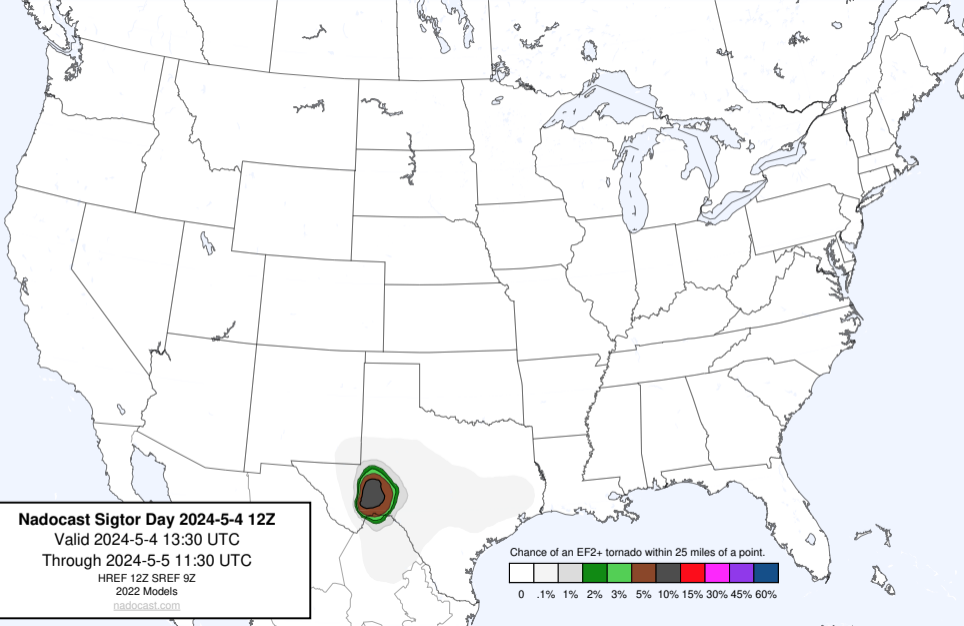 Nadocast Sigtor Day 2024-5-4 12Z
Valid 2024-5-4 13:30 UTC
Through 2024-5-5 11:30 UTC
HREF 12Z SREF 9Z
2022 Models
nadocast.com
Chance of an EF2+ tornado within 25 miles of a point.
0 .1% 1% 2% 3% 5% 10% 15% 30% 45% 60%